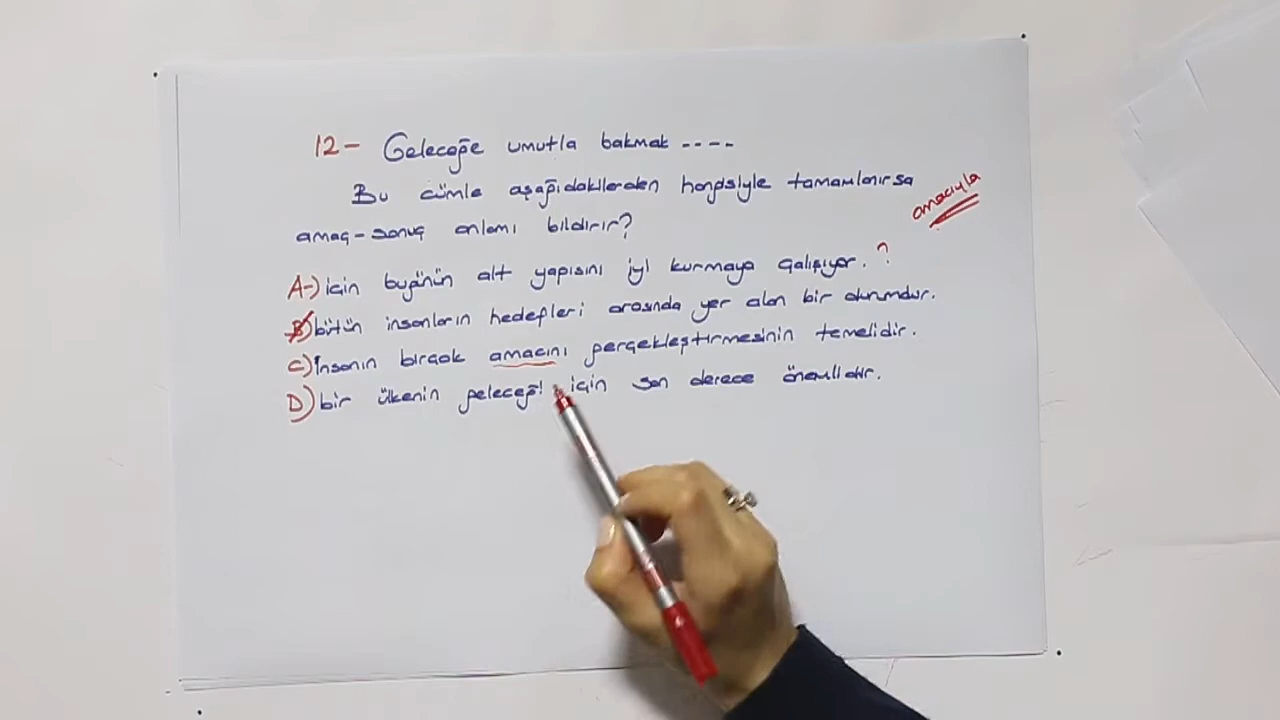 12- Geleceğe umutla bakmak ----
Bu cümle aşağıdakilerden hangisiyle tamamlanırsa
amacıyla
amaç-sonuç anlamı bildirir?
A-) için bugünün alt yapısını iyi kurmaya çalışıyor. ?
B) bütün insanların hedefleri arasında yer alan bir durumdur.
C) İnsanın birçok amacını gerçekleştirmesinin temelidir.
D) bir ülkenin geleceği için son derece önemlidir.